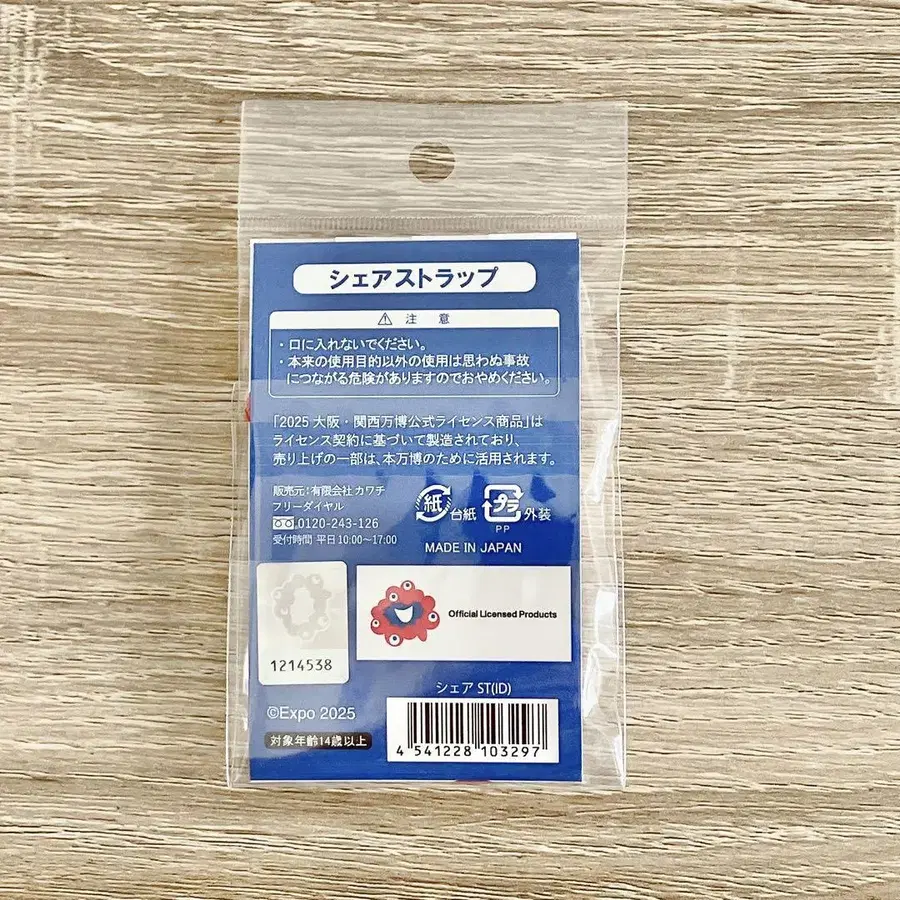 シェアストラップ
⚠ 注 意
・口に入れないでください。
・本来の使用目的以外の使用は思わぬ事故
につながる危険がありますのでおやめください。
「2025 大阪・関西万博公式ライセンス商品」は
ライセンス契約に基づいて製造されており、
売り上げの一部は、本万博のために活用されます。
販売元：有限会社 カワチ
フリーダイヤル
0120-243-126
受付時間 平日 10:00〜17:00
紙 台紙 プラ 外装
PP
MADE IN JAPAN
Official Licensed Products
1214538
シェア ST(ID)
©Expo 2025
対象年齢14歳以上
4 541228 103297